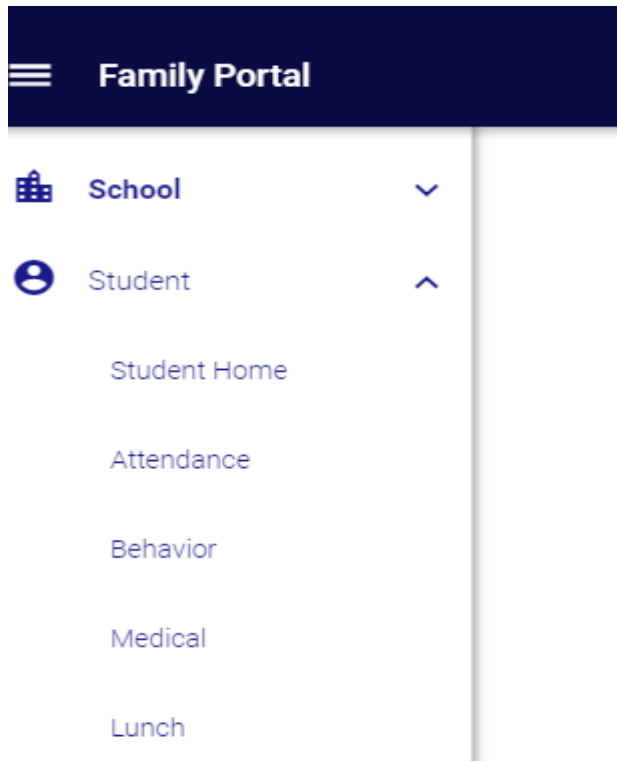 Family Portal
School
Student
Student Home
Attendance
Behavior
Medical
Lunch